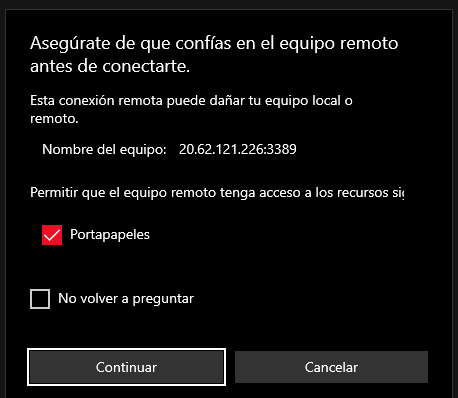 Asegúrate de que confías en el equipo remoto
antes de conectarte.
Esta conexión remota puede dañar tu equipo local o
remoto.
Nombre del equipo: 20.62.121.226:3389
Permitir que el equipo remoto tenga acceso a los recursos
Portapapeles
No volver a preguntar
Continuar
Cancelar